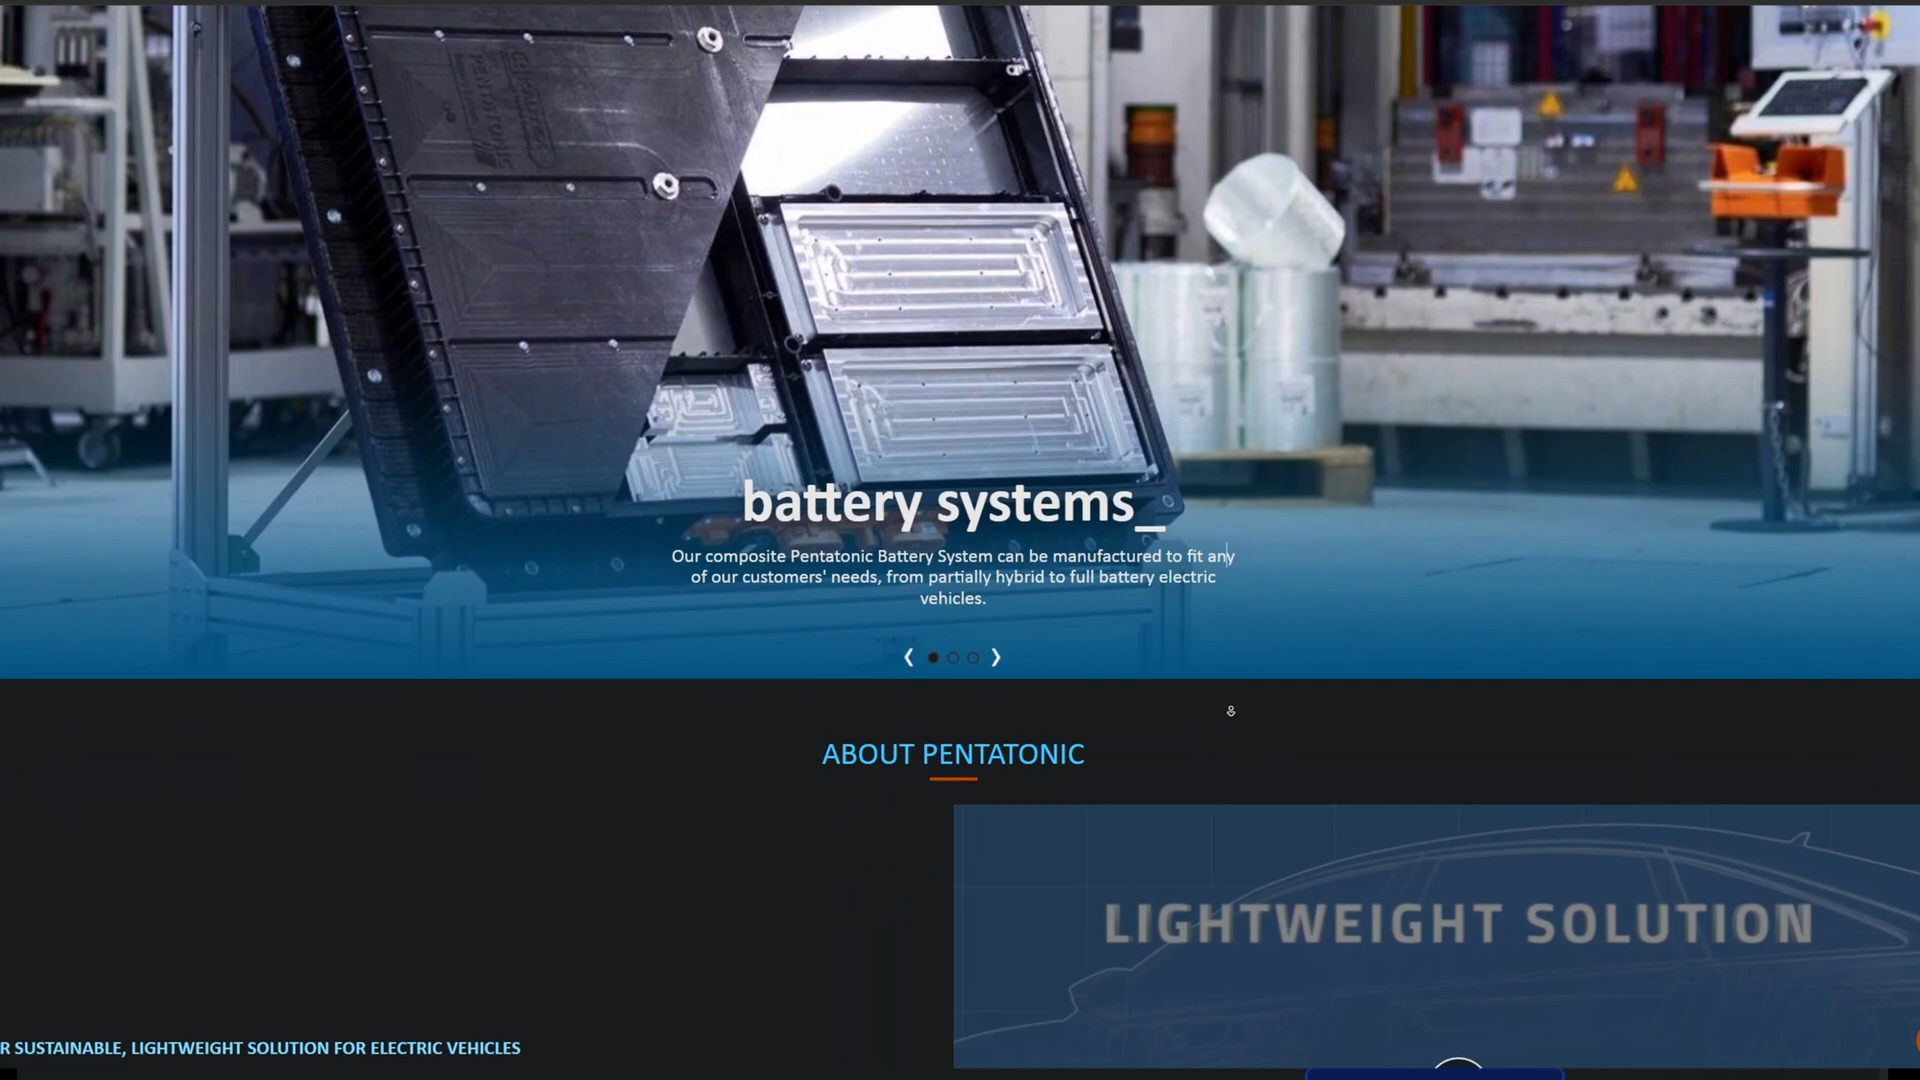 battery systems_
Our composite Pentatonic Battery System can be manufactured to fit any
of our customers' needs, from partially hybrid to full battery electric
vehicles.
ABOUT PENTATONIC
LIGHTWEIGHT SOLUTION
R SUSTAINABLE, LIGHTWEIGHT SOLUTION FOR ELECTRIC VEHICLES